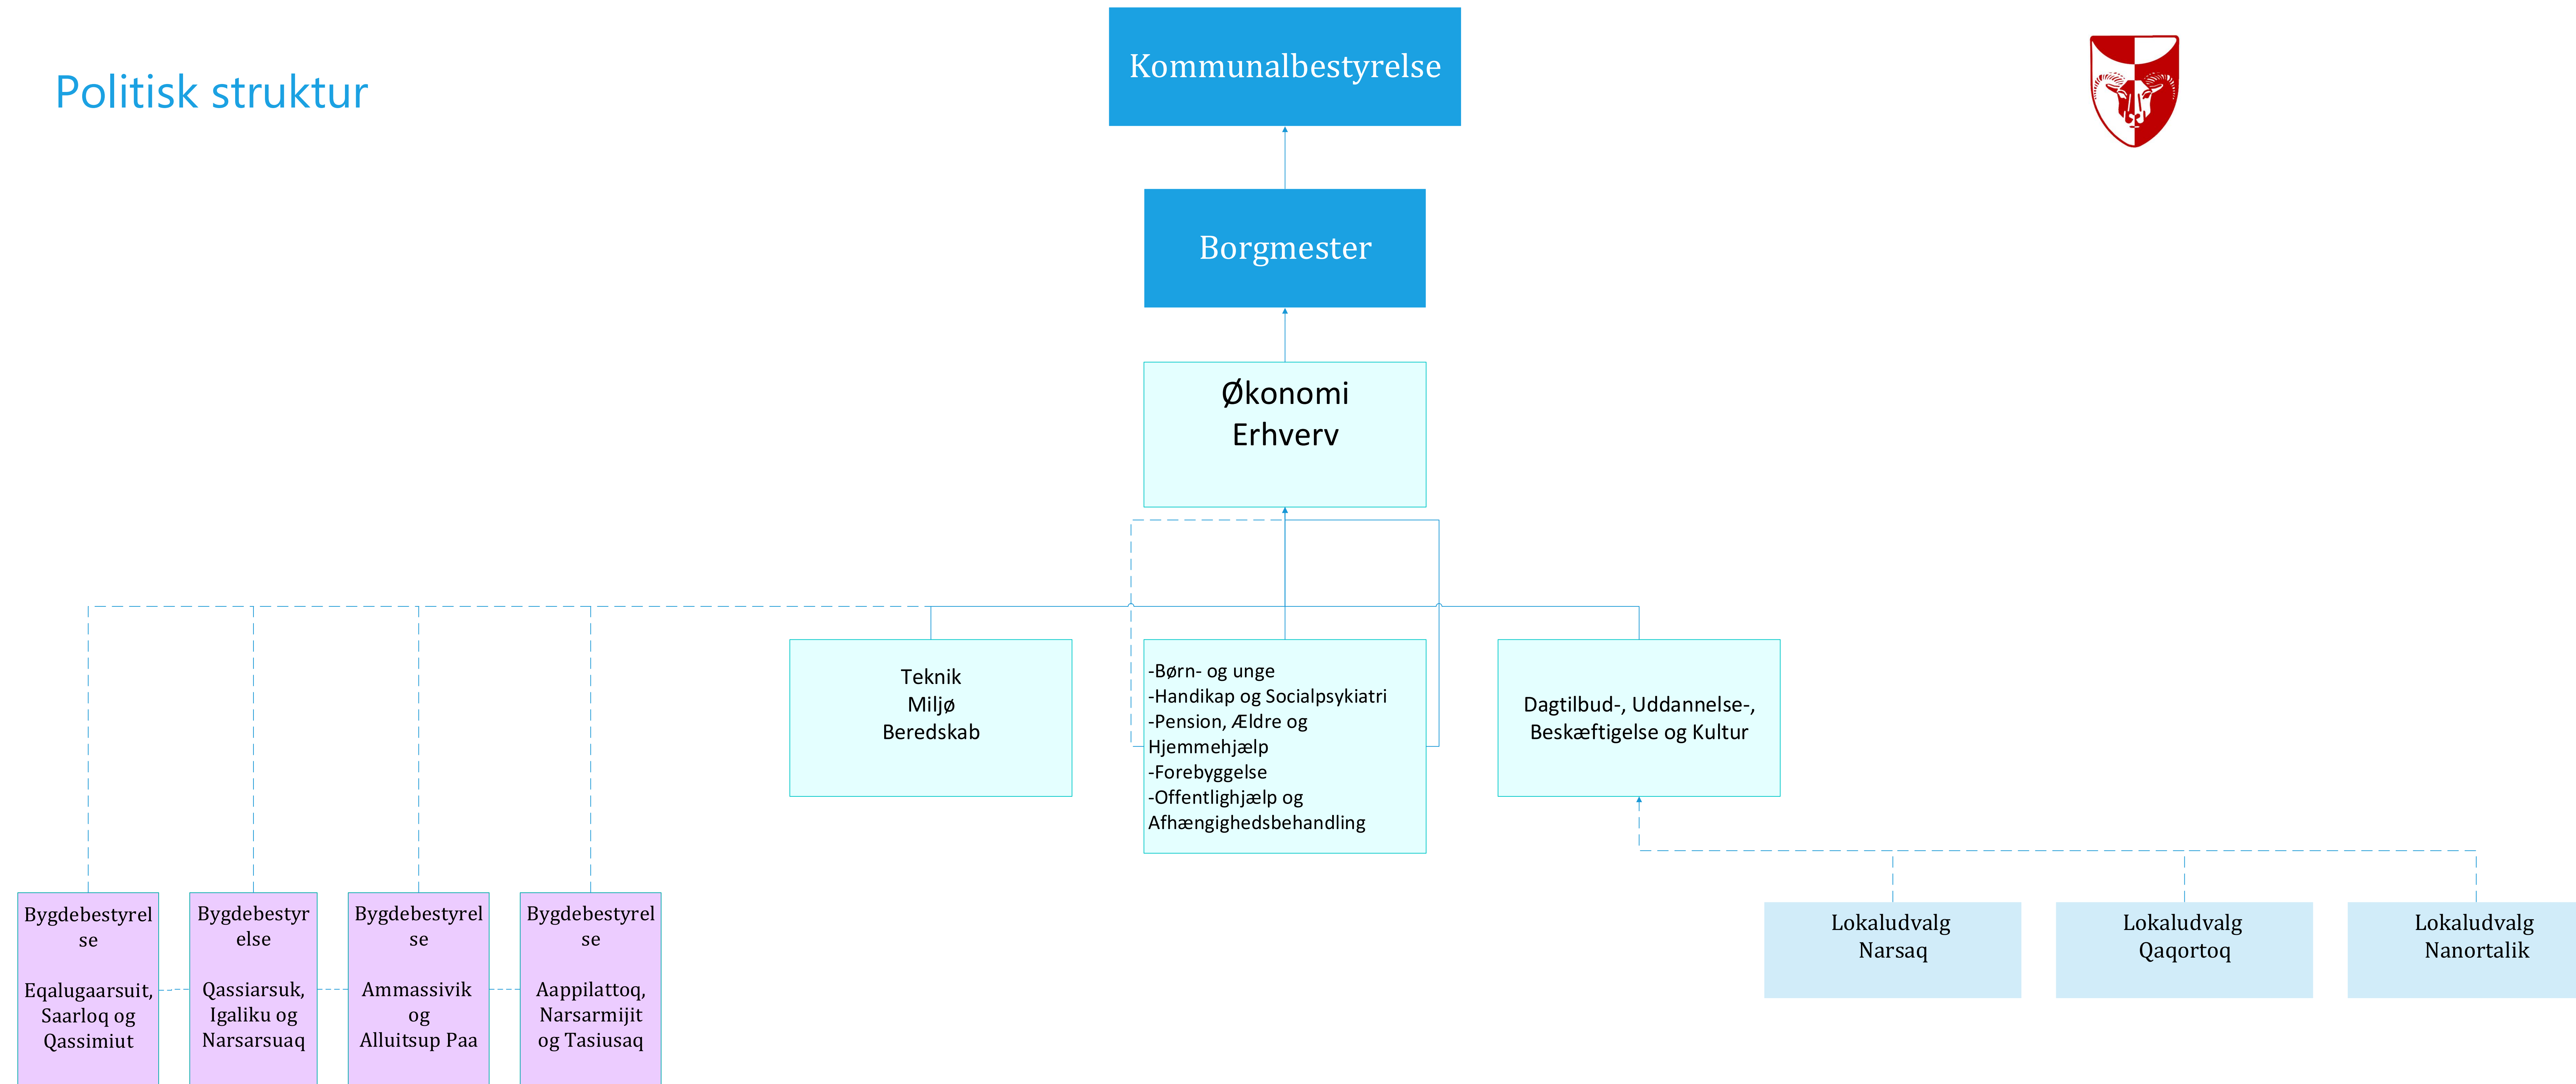 Politisk struktur
Kommunalbestyrelse
Borgmester
Økonomi
Erhverv
Teknik
Miljø
Beredskab
-Børn- og unge
-Handikap og Socialpsykiatri
-Pension, Ældre og
Hjemmehjælp
-Forebyggelse
-Offentlighjælp og
Afhængighedsbehandling
Dagtilbud-, Uddannelse-,
Beskæftigelse og Kultur
Bygdebestyrel
se
Eqalugaarsuit,
Saarloq og
Qassimiut
Bygdebestyr
else
Qassiarsuk,
Igaliku og
Narsarsuaq
Bygdebestyrel
se
Ammassivik
og
Alluitsup Paa
Bygdebestyrel
se
Aappilattoq,
Narsarmijit
og Tasiusaq
Lokaludvalg
Narsaq
Lokaludvalg
Qaqortoq
Lokaludvalg
Nanortalik